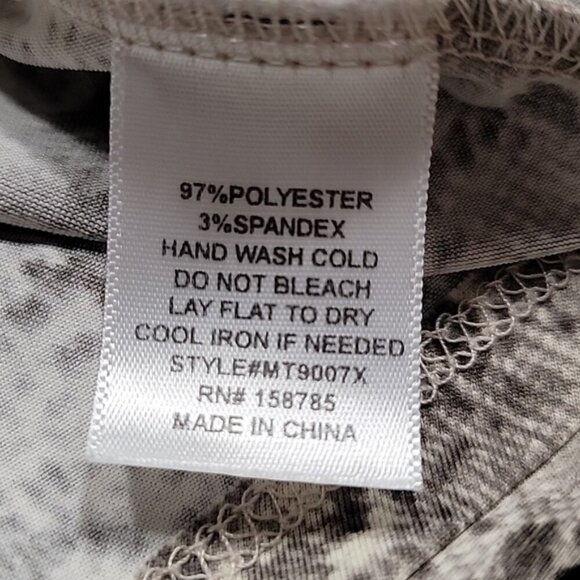 97%POLYESTER
3%SPANDEX
HAND WASH COLD
DO NOT BLEACH
LAY FLAT TO DRY
COOL IRON IF NEEDED
STYLE#MT9007X
RN# 158785
MADE IN CHINA